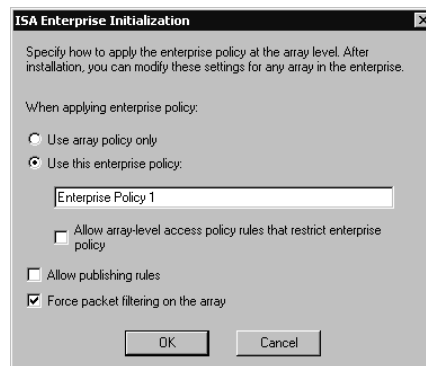 ISA Enterprise Initialization
Specify how to apply the enterprise policy at the array level. After
installation, you can modify these settings for any array in the enterprise.
When applying enterprise policy:
Use array policy only
Use this enterprise policy:
Enterprise Policy 1
Allow array-level access policy rules that restrict enterprise
policy
Allow publishing rules
Force packet filtering on the array
OK
Cancel